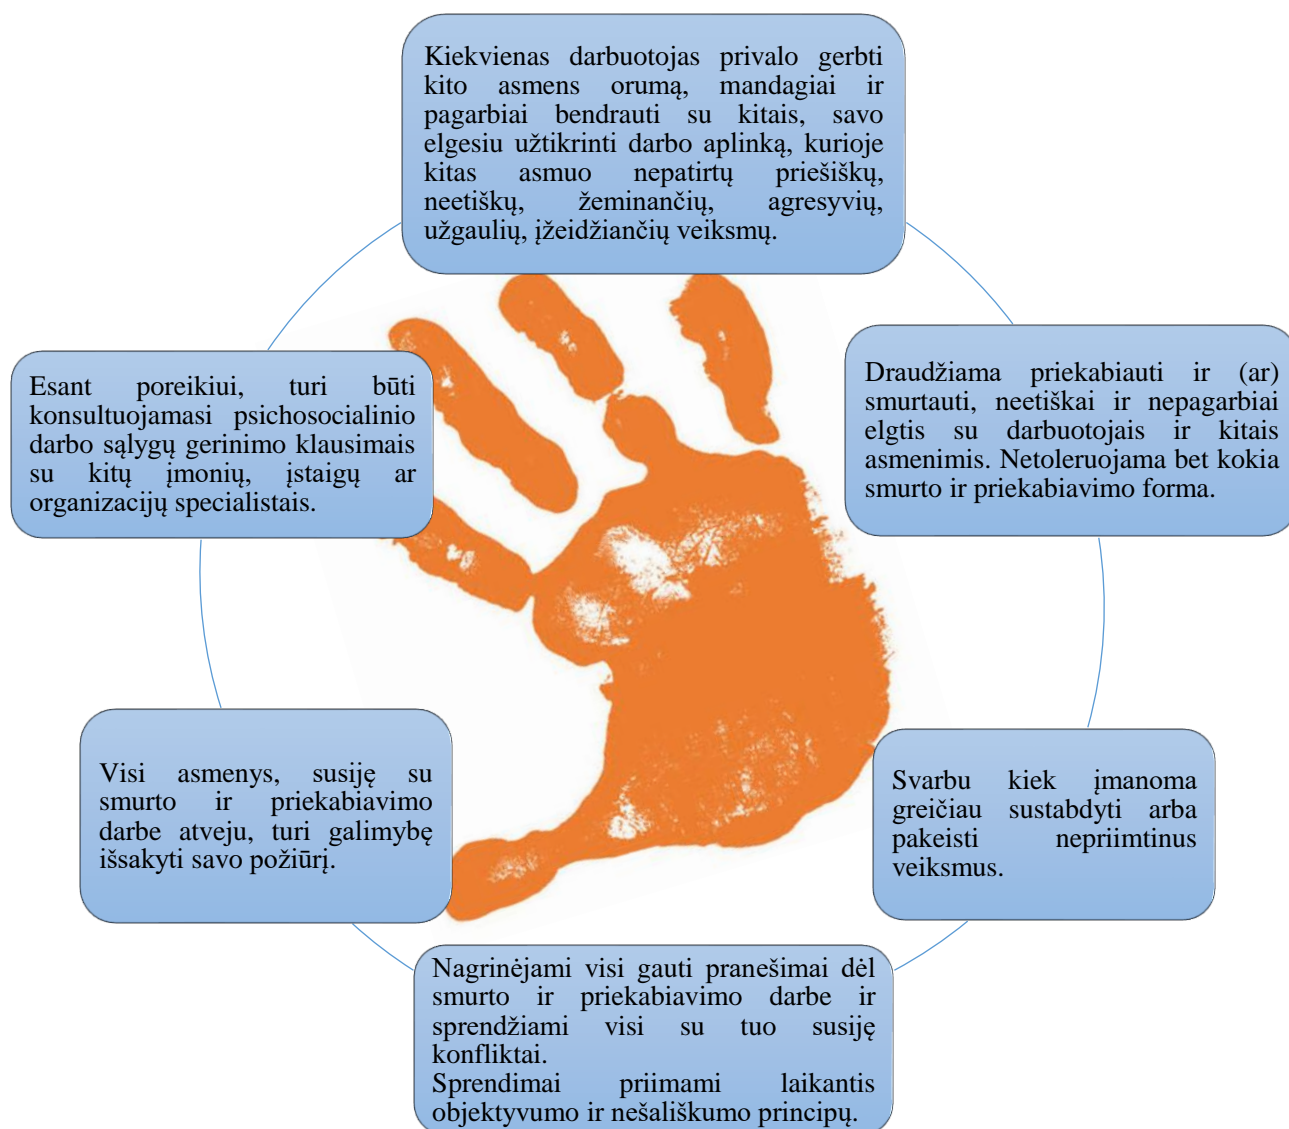 Kiekvienas darbuotojas privalo gerbti
kito asmens orumą, mandagiai ir
pagarbiai bendrauti su kitais, savo
elgesiu užtikrinti darbo aplinką, kurioje
kitas asmuo nepatirtų priešiškų,
neetiškų, žeminančių, agresyvių,
užgaulių, įžeidžiančių veiksmų.
Draudžiama priekabiauti ir (ar)
smurtauti, neetiškai ir nepagarbiai
elgtis su darbuotojais ir kitais
asmenimis. Netoleruojama bet kokia
smurto ir priekabiavimo forma.
Svarbu kiek įmanoma
greičiau sustabdyti arba
pakeisti nepriimtinus
veiksmus.
Nagrinėjami visi gauti pranešimai dėl
smurto ir priekabiavimo darbe ir
sprendžiami visi su tuo susiję
konfliktai.
Sprendimai priimami laikantis
objektyvumo ir nešališkumo principų.
Visi asmenys, susiję su
smurto ir priekabiavimo
darbe atveju, turi galimybę
išsakyti savo požiūrį.
Esant poreikiui, turi būti
konsultuojamasi psichosocialinio
darbo sąlygų gerinimo klausimais
su kitų įmonių, įstaigų ar
organizacijų specialistais.